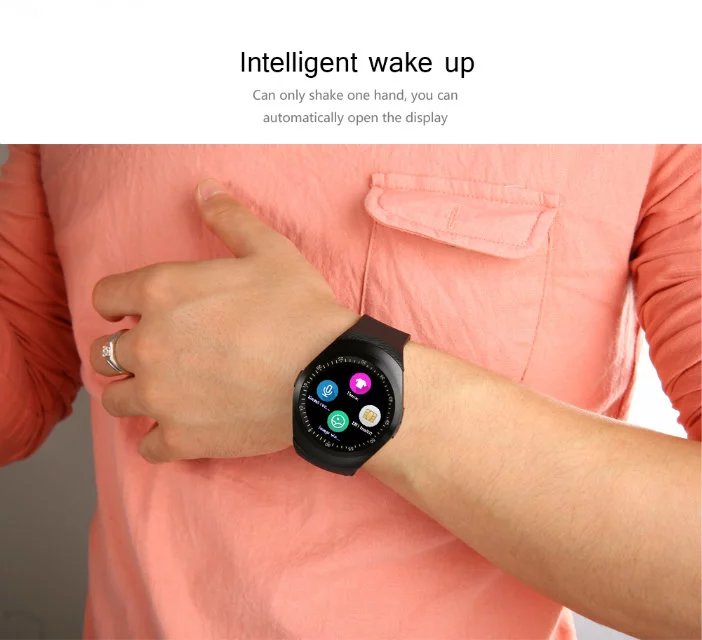 Intelligent wake up
Can only shake one hand, you can
automatically open the display